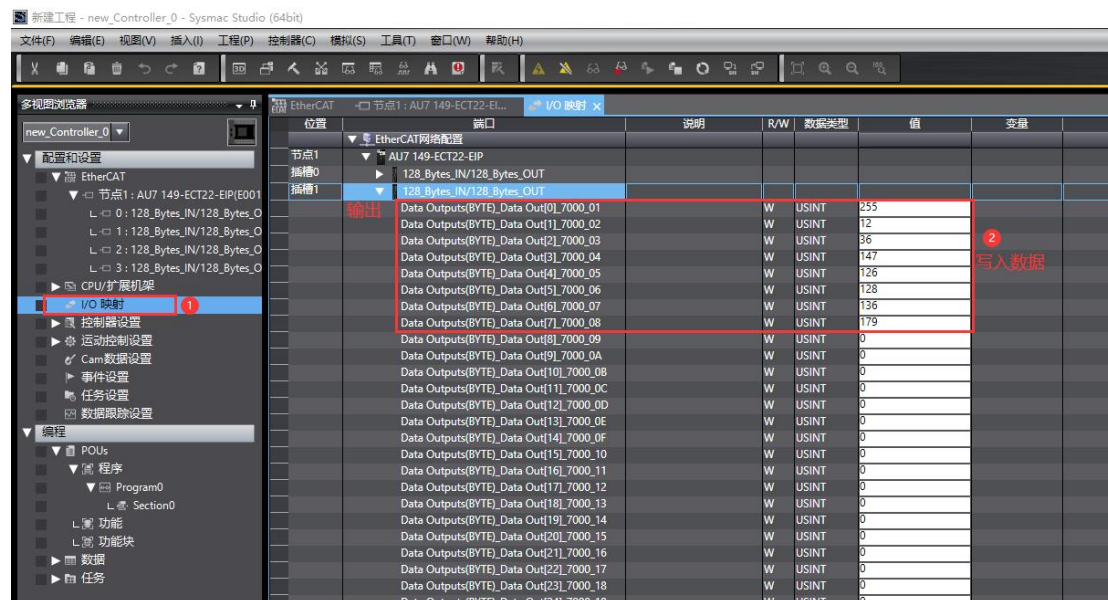 新建工程 - new_Controller_0 - Sysmac Studio (64bit)
文件(F) 编辑(E) 视图(V) 插入(I) 工程(P) 控制器(C) 模拟(S) 工具(T) 窗口(W) 帮助(H)
多视图浏览器
new_Controller_0
配置和设置
EtherCAT
节点1 : AU7 149-ECT22-EIP(E001
0 : 128_Bytes_IN/128_Bytes_O
1 : 128_Bytes_IN/128_Bytes_O
2 : 128_Bytes_IN/128_Bytes_O
3 : 128_Bytes_IN/128_Bytes_O
CPU/扩展机架
I/O 映射 1
控制器设置
运动控制设置
Cam数据设置
事件设置
任务设置
数据跟踪设置
编程
POUs
程序
Program0
Section0
功能
功能块
数据
任务
EtherCAT 节点1 : AU7 149-ECT22-EI... I/O 映射
位置 端口 说明 R/W 数据类型 值 变量
EtherCAT网络配置
节点1 AU7 149-ECT22-EIP
插槽0 128_Bytes_IN/128_Bytes_OUT
插槽1 128_Bytes_IN/128_Bytes_OUT
输出 Data Outputs(BYTE)_Data Out[0]_7000_01 W USINT 255
Data Outputs(BYTE)_Data Out[1]_7000_02 W USINT 12
Data Outputs(BYTE)_Data Out[2]_7000_03 W USINT 36 2
Data Outputs(BYTE)_Data Out[3]_7000_04 W USINT 147 写入数据
Data Outputs(BYTE)_Data Out[4]_7000_05 W USINT 126
Data Outputs(BYTE)_Data Out[5]_7000_06 W USINT 128
Data Outputs(BYTE)_Data Out[6]_7000_07 W USINT 136
Data Outputs(BYTE)_Data Out[7]_7000_08 W USINT 179
Data Outputs(BYTE)_Data Out[8]_7000_09 W USINT 0
Data Outputs(BYTE)_Data Out[9]_7000_0A W USINT 0
Data Outputs(BYTE)_Data Out[10]_7000_0B W USINT 0
Data Outputs(BYTE)_Data Out[11]_7000_0C W USINT 0
Data Outputs(BYTE)_Data Out[12]_7000_0D W USINT 0
Data Outputs(BYTE)_Data Out[13]_7000_0E W USINT 0
Data Outputs(BYTE)_Data Out[14]_7000_0F W USINT 0
Data Outputs(BYTE)_Data Out[15]_7000_10 W USINT 0
Data Outputs(BYTE)_Data Out[16]_7000_11 W USINT 0
Data Outputs(BYTE)_Data Out[17]_7000_12 W USINT 0
Data Outputs(BYTE)_Data Out[18]_7000_13 W USINT 0
Data Outputs(BYTE)_Data Out[19]_7000_14 W USINT 0
Data Outputs(BYTE)_Data Out[20]_7000_15 W USINT 0
Data Outputs(BYTE)_Data Out[21]_7000_16 W USINT 0
Data Outputs(BYTE)_Data Out[22]_7000_17 W USINT 0
Data Outputs(BYTE)_Data Out[23]_7000_18 W USINT 0